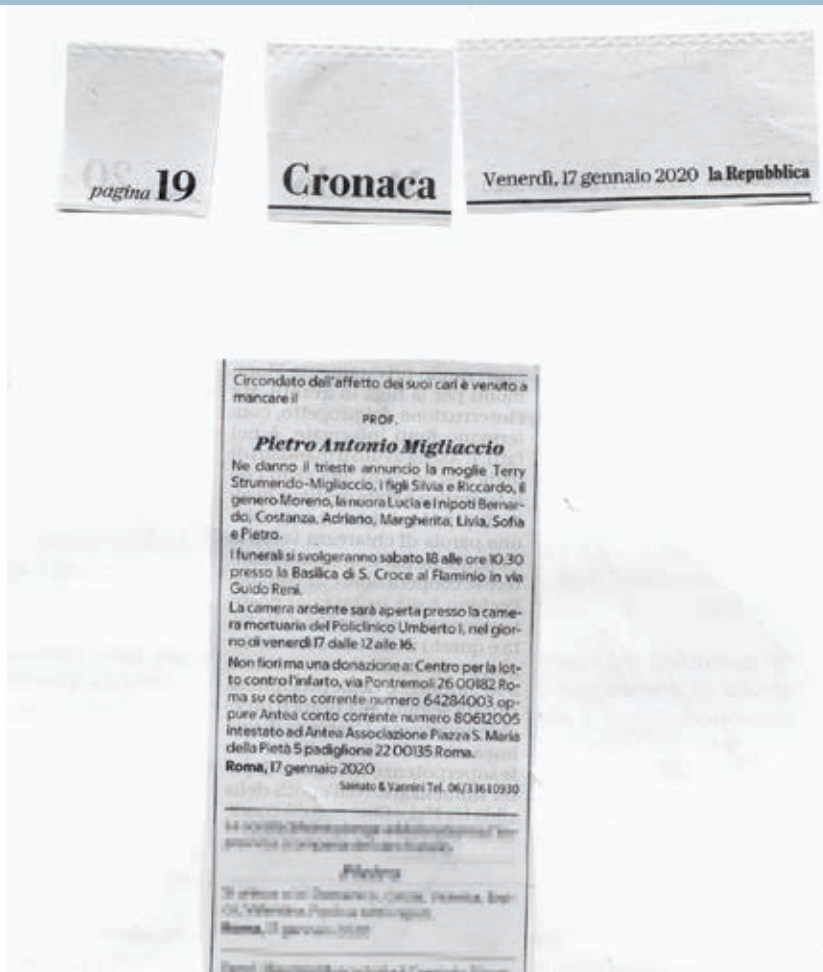 pagina 19
Cronaca
Venerdì, 17 gennaio 2020 la Repubblica
Circondato dall'affetto dei suoi cari è venuto a
mancare il
PROF.
Pietro Antonio Migliaccio
Ne danno il trieste annuncio la moglie Terry
Strumendo-Migliaccio, i figli Silvia e Riccardo, il
genero Moreno, la nuora Lucia e i nipoti Bernar-
do, Costanza, Adriano, Margherita, Livia, Sofia
e Pietro.
I funerali si svolgeranno sabato 18 alle ore 10.30
presso la Basilica di S. Croce al Flaminio in via
Guido Reni.
La camera ardente sarà aperta presso la came-
ra mortuaria del Policlinico Umberto I, nel gior-
no di venerdì 17 dalle 12 alle 16.
Non fiori ma una donazione a: Centro per la lot-
to contro l'infarto, via Pontremoli 26 00182 Ro-
ma su conto corrente numero 64284003 op-
pure Antea conto corrente numero 80612005
intestato ad Antea Associazione Piazza S. Maria
della Pietà 5 padiglione 22 00135 Roma.
Roma, 17 gennaio 2020
Sainato & Vannini Tel. 06/33610930